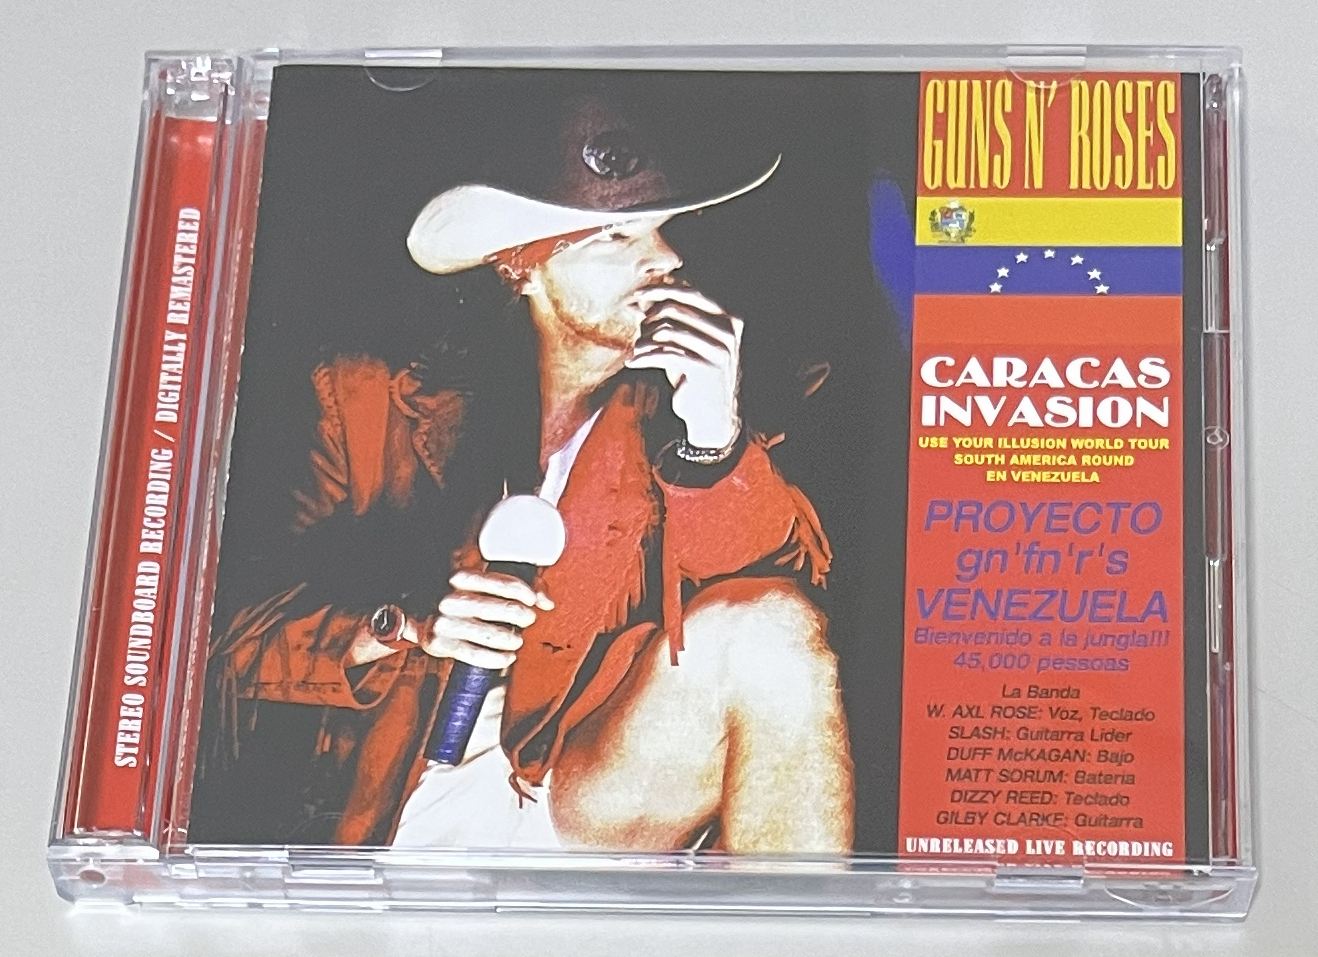 STEREO SOUNDBOARD RECORDING / DIGITALLY REMASTERED
GUNS N' ROSES
CARACAS
INVASION
USE YOUR ILLUSION WORLD TOUR
SOUTH AMERICA ROUND
EN VENEZUELA
PROYECTO
gn'fn'r's
VENEZUELA
Bienvenido a la jungla!!!
45,000 pessoas
La Banda
W. AXL ROSE: Voz, Teclado
SLASH: Guitarra Lider
DUFF McKAGAN: Bajo
MATT SORUM: Bateria
DIZZY REED: Teclado
GILBY CLARKE: Guitarra
UNRELEASED LIVE RECORDING